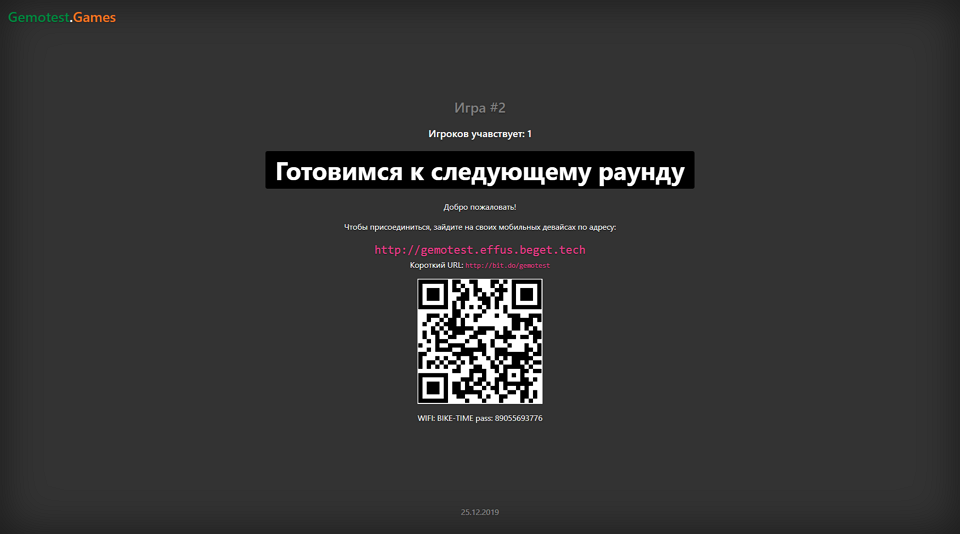 Gemotest.Games
Игра #2
Игроков учавствует: 1
Готовимся к следующему раунду
Добро пожаловать!
Чтобы присоединиться, зайдите на своих мобильных девайсах по адресу:
http://gemotest.effus.beget.tech
Короткий URL: http://bit.do/gemotest
WIFI: BIKE-TIME pass: 89055693776
25.12.2019